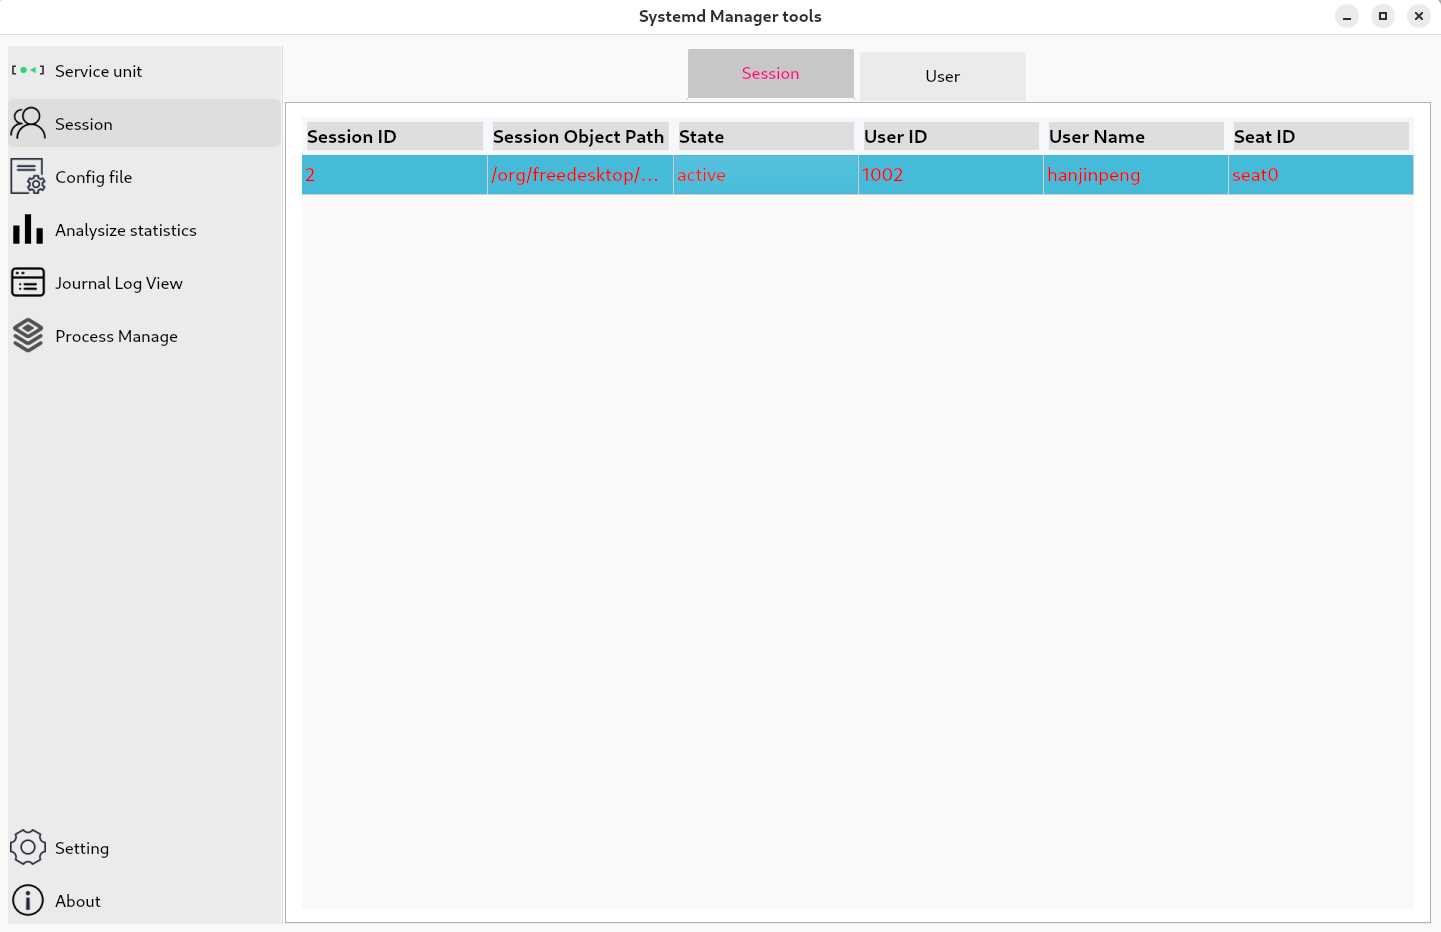 Systemd Manager tools
Service unit
Session
Config file
Analysize statistics
Journal Log View
Process Manage
Setting
About
Session User
Session ID Session Object Path State User ID User Name Seat ID
2 /org/freedesktop/... active 1002 hanjinpeng seat0